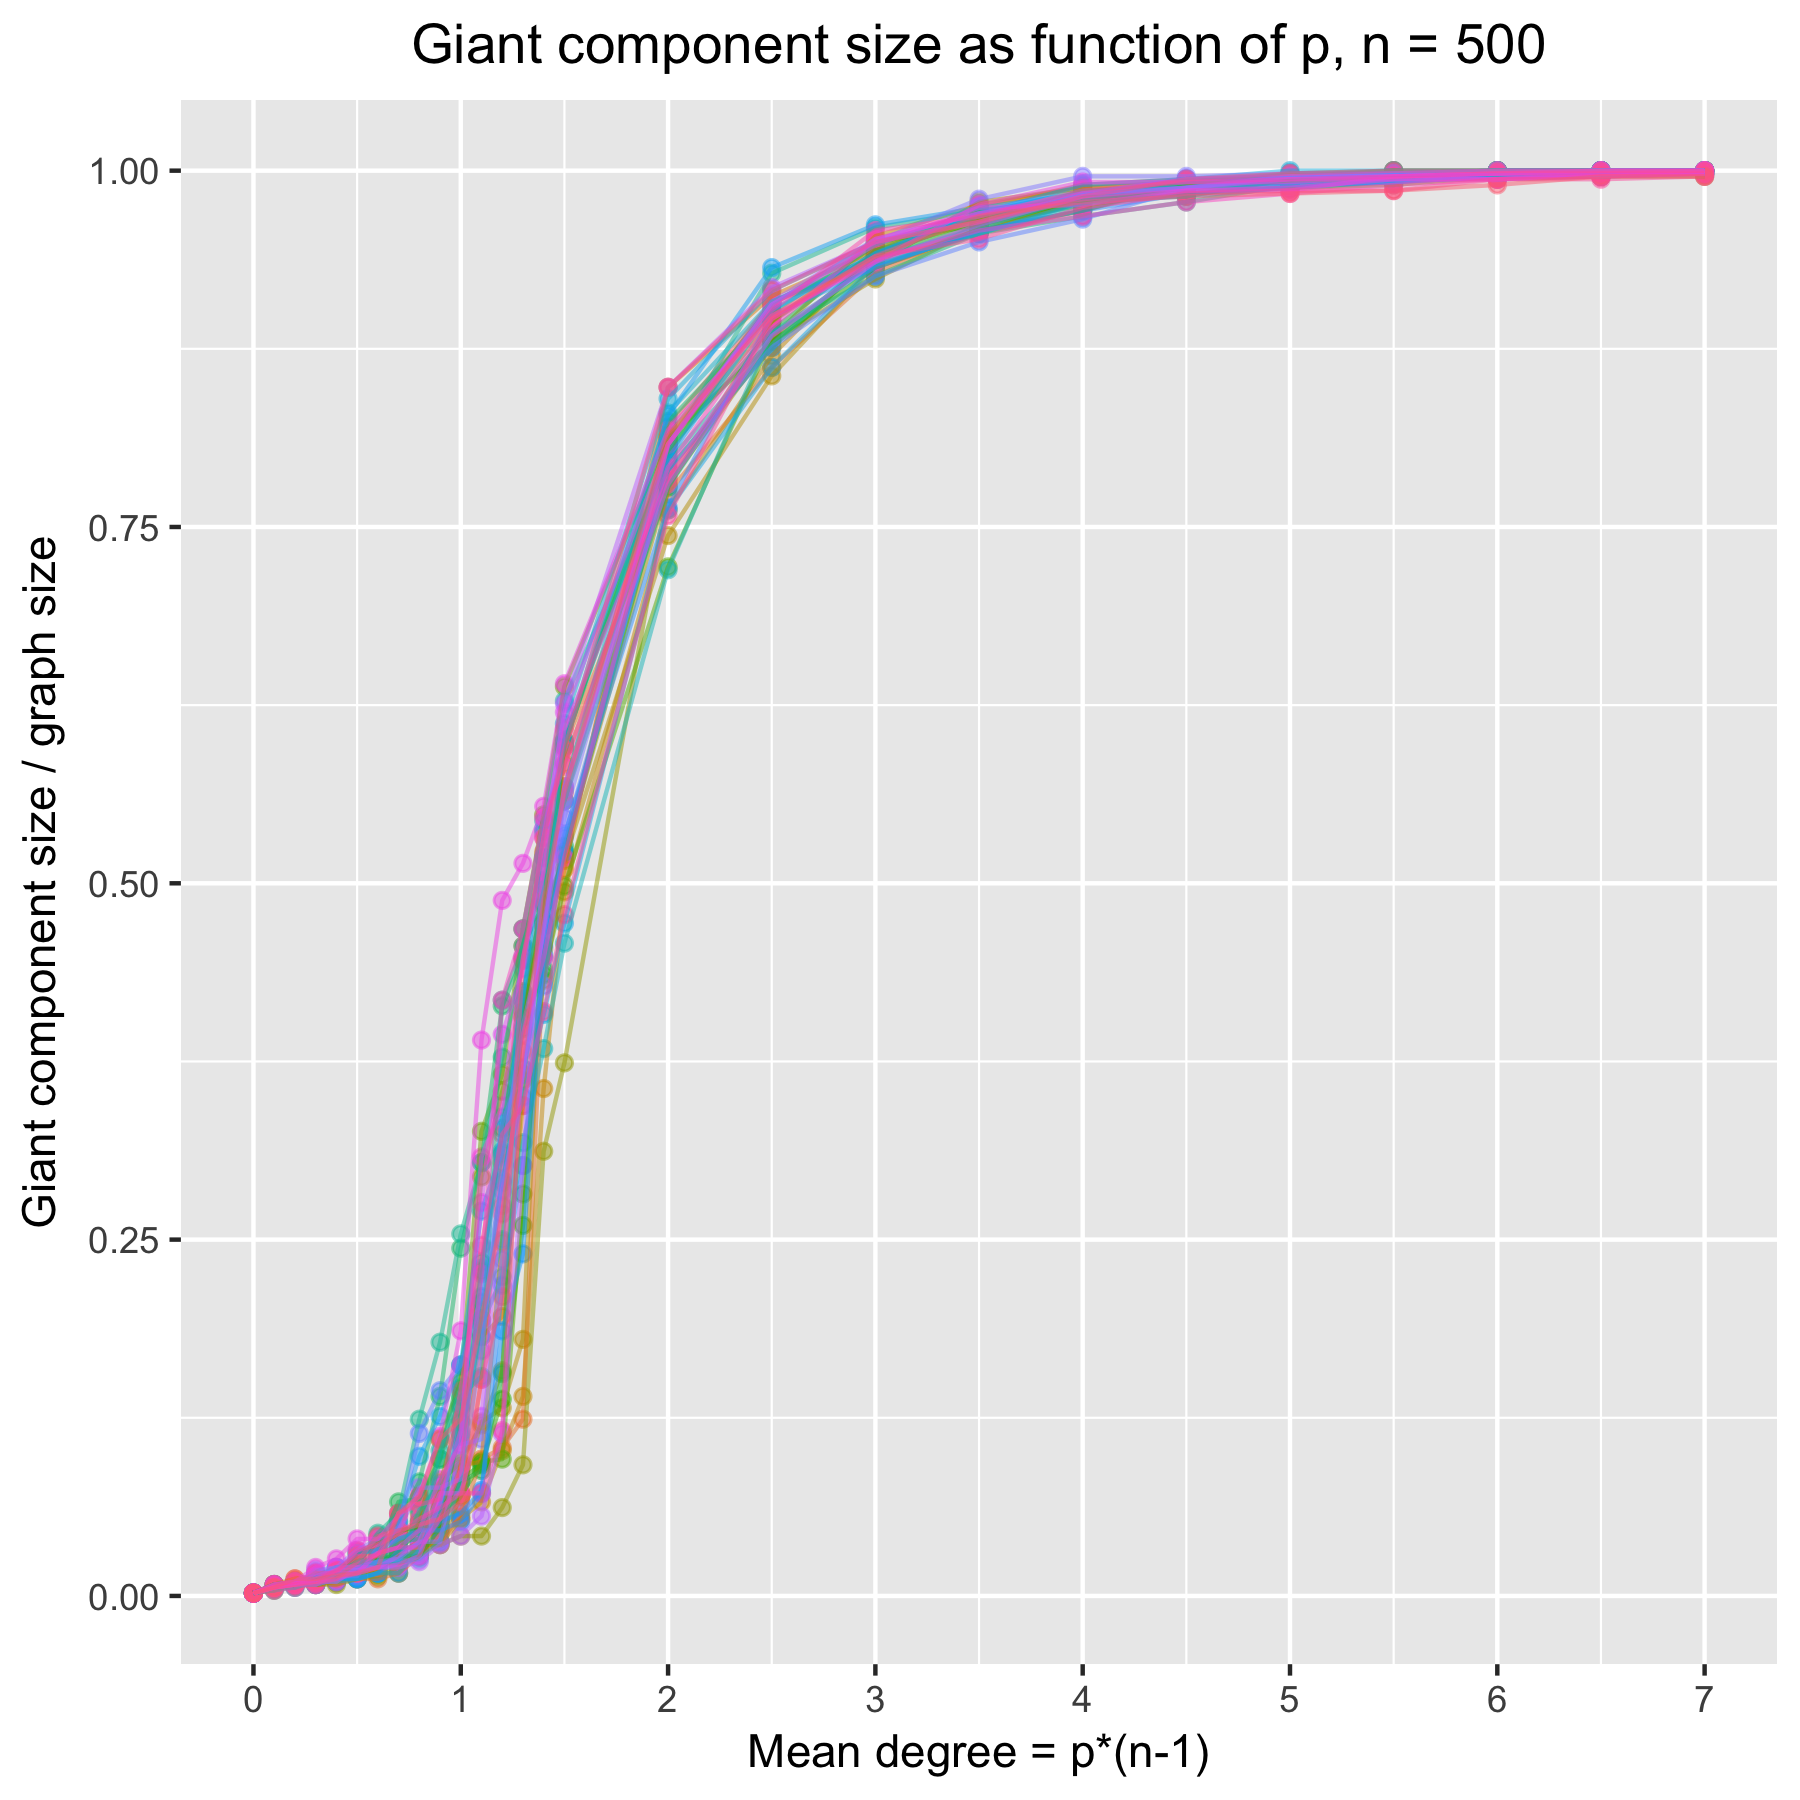 Giant component size as function of p, n = 500
Giant component size / graph size
1.00
0.75
0.50
0.25
0.00
0 1 2 3 4 5 6 7
Mean degree = p*(n-1)